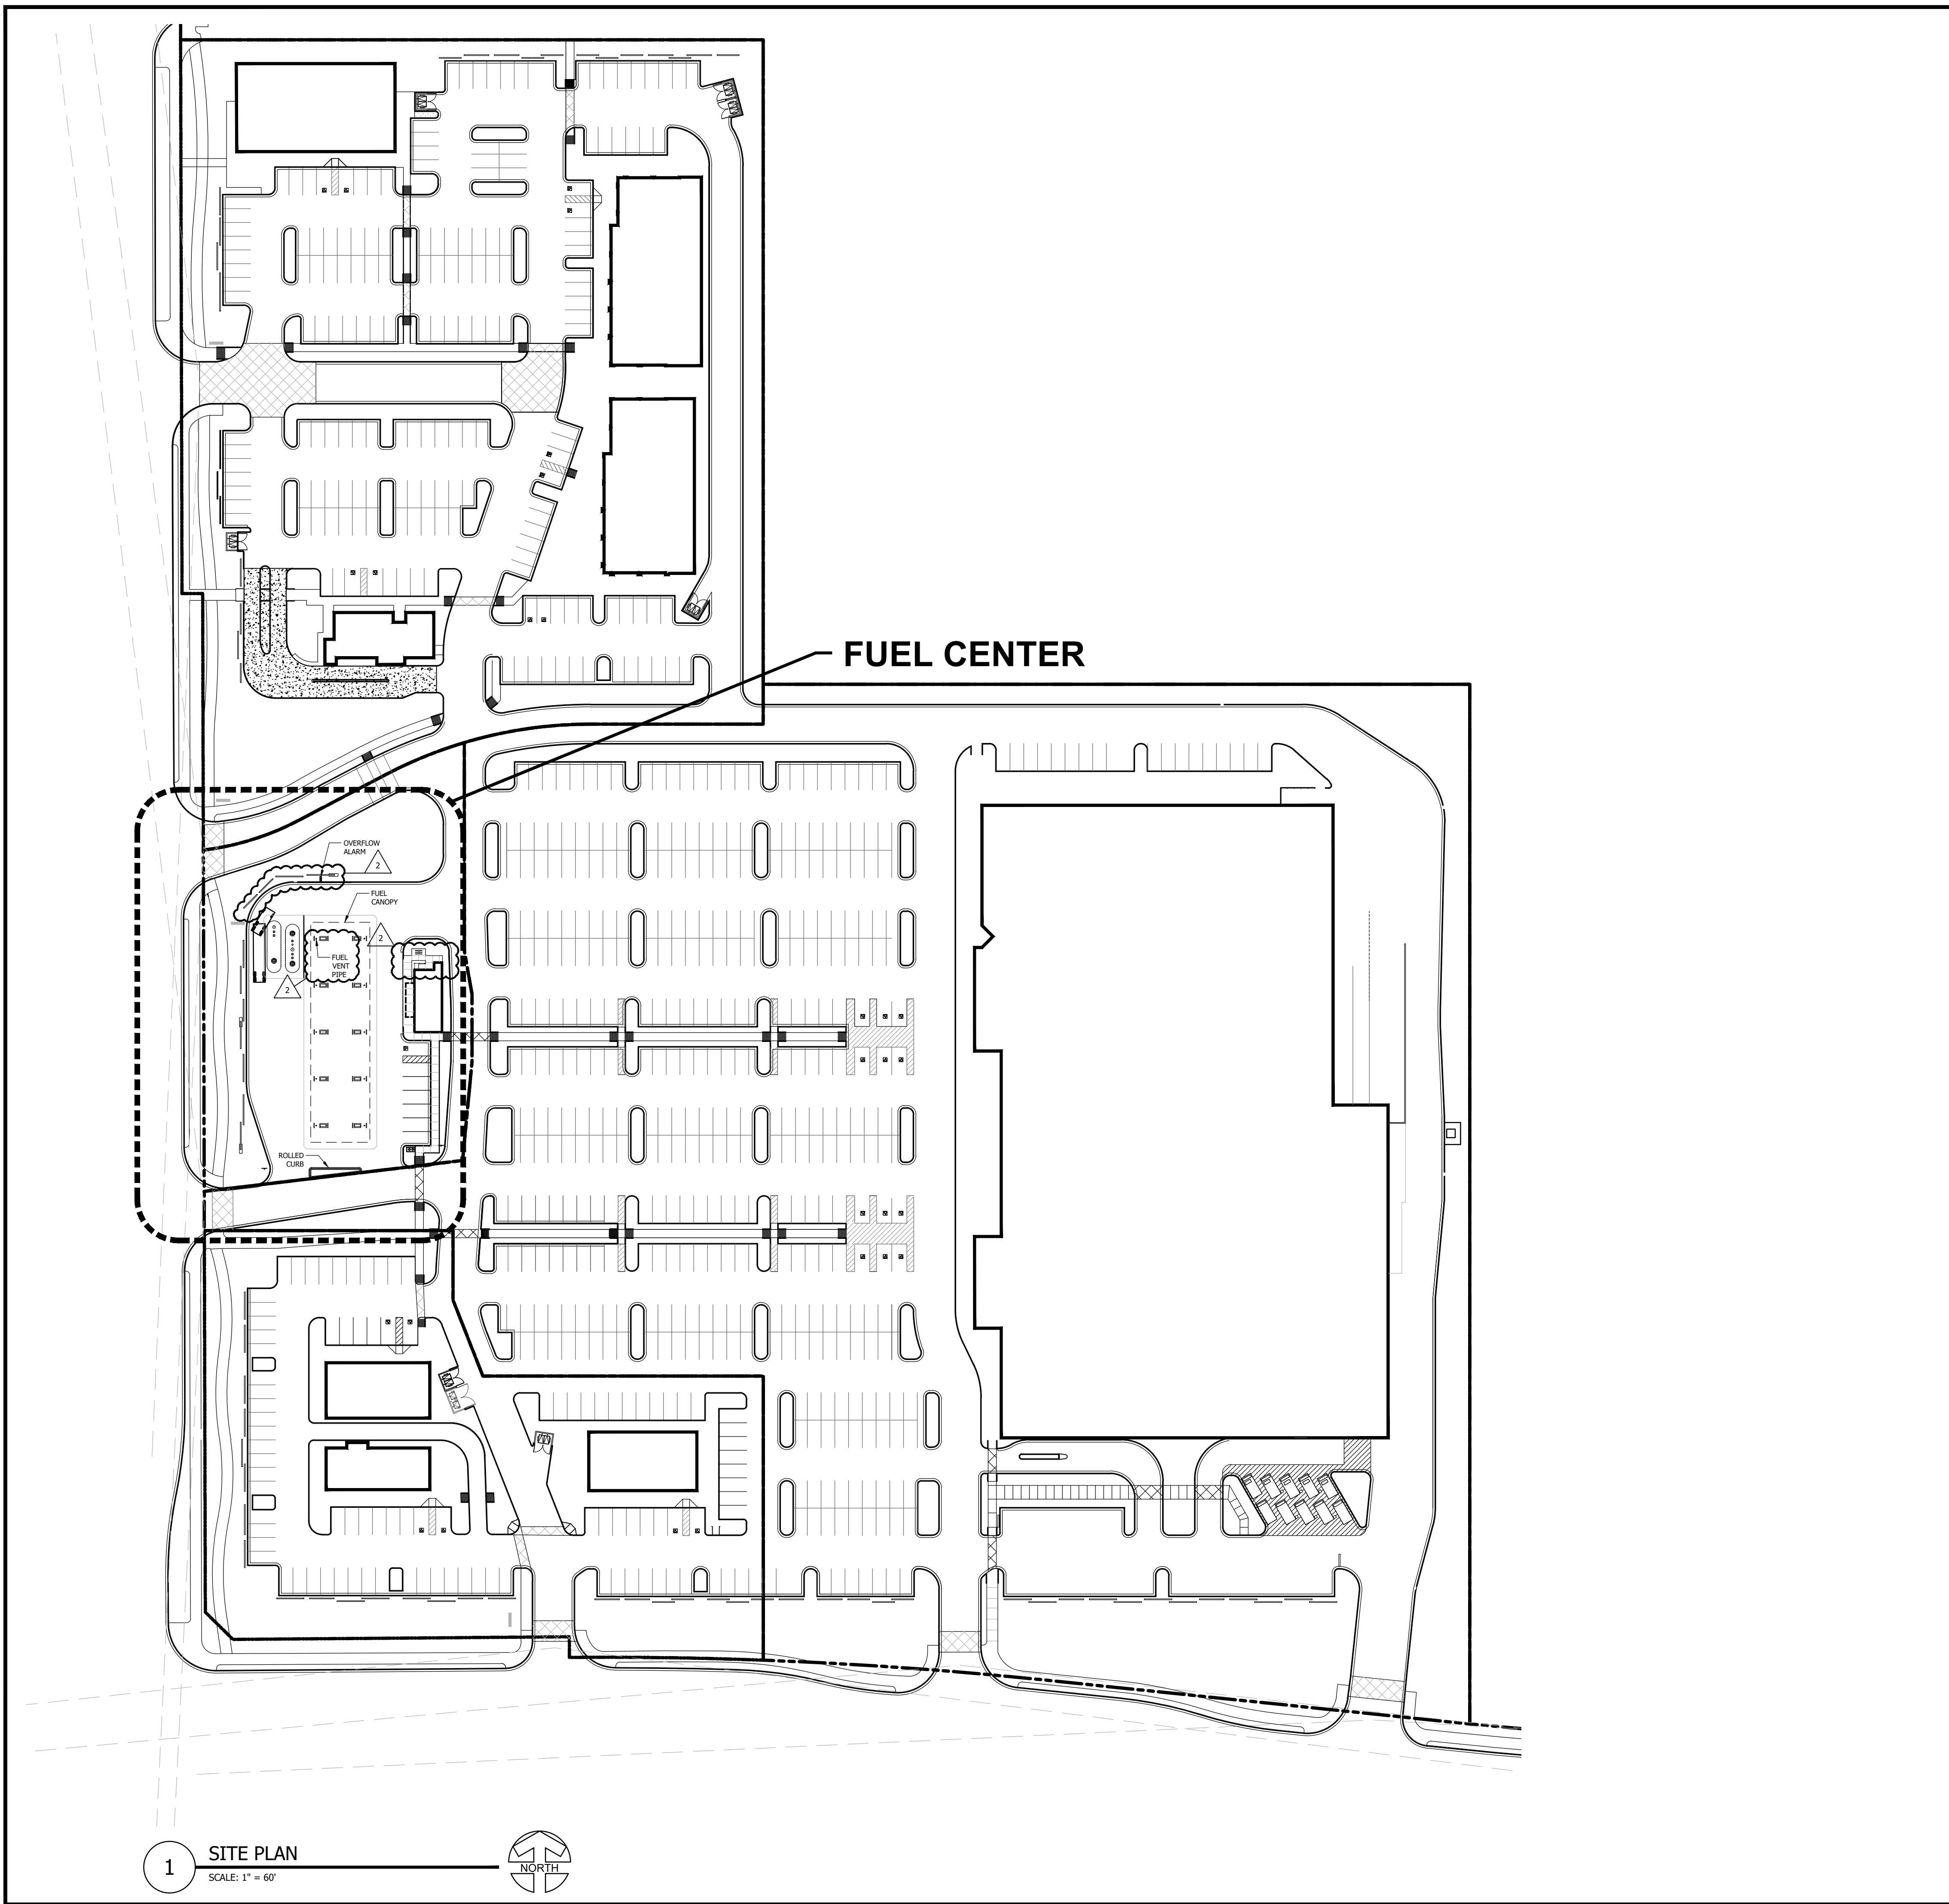 FUEL CENTER
OVERFLOW
ALARM
2
FUEL
CANOPY
2
FUEL
VENT
PIPE
2
ROLLED
CURB
1
SITE PLAN
SCALE: 1" = 60'
NORTH